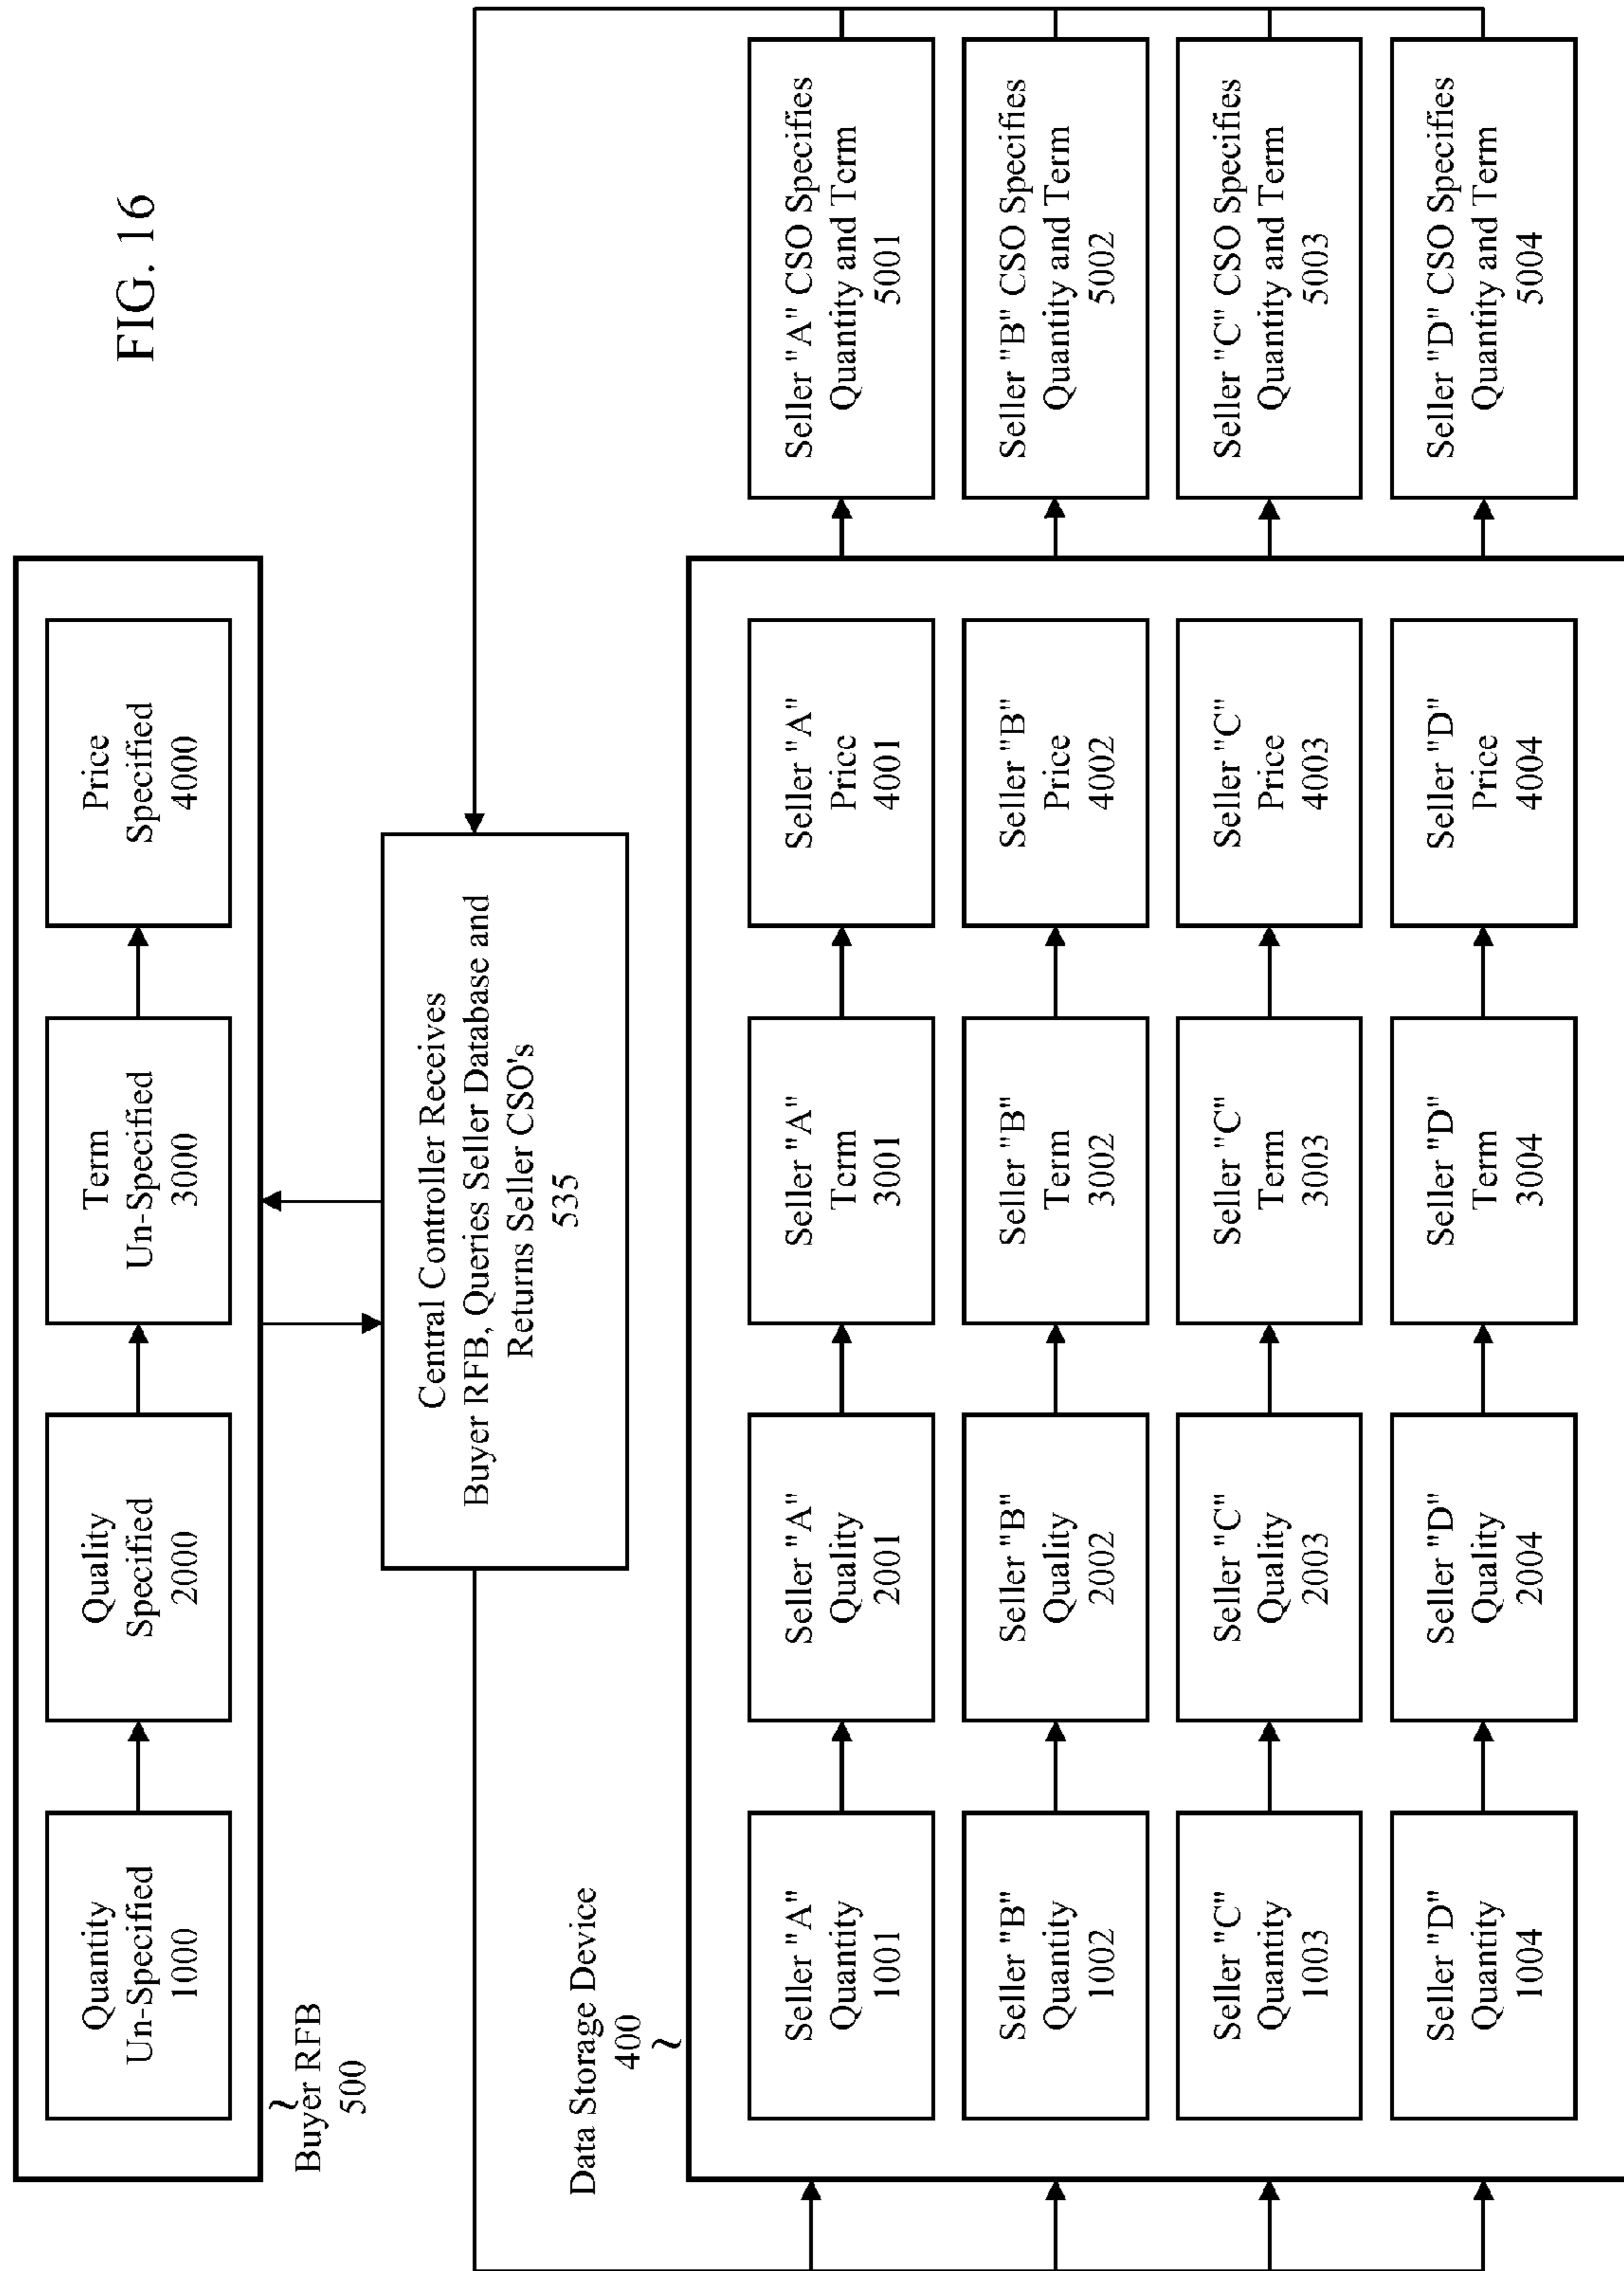 FIG. 16
Quantity
Un-Specified
1000
Quality
Specified
2000
Term
Un-Specified
3000
Price
Specified
4000
Buyer RFB
500
Central Controller Receives
Buyer RFB, Queries Seller Database and
Returns Seller CSO's
535
Data Storage Device
400
Seller "A"
Quantity
1001
Seller "A"
Quality
2001
Seller "A"
Term
3001
Seller "A"
Price
4001
Seller "A" CSO Specifies
Quantity and Term
5001
Seller "B"
Quantity
1002
Seller "B"
Quality
2002
Seller "B"
Term
3002
Seller "B"
Price
4002
Seller "B" CSO Specifies
Quantity and Term
5002
Seller "C"
Quantity
1003
Seller "C"
Quality
2003
Seller "C"
Term
3003
Seller "C"
Price
4003
Seller "C" CSO Specifies
Quantity and Term
5003
Seller "D"
Quantity
1004
Seller "D"
Quality
2004
Seller "D"
Term
3004
Seller "D"
Price
4004
Seller "D" CSO Specifies
Quantity and Term
5004